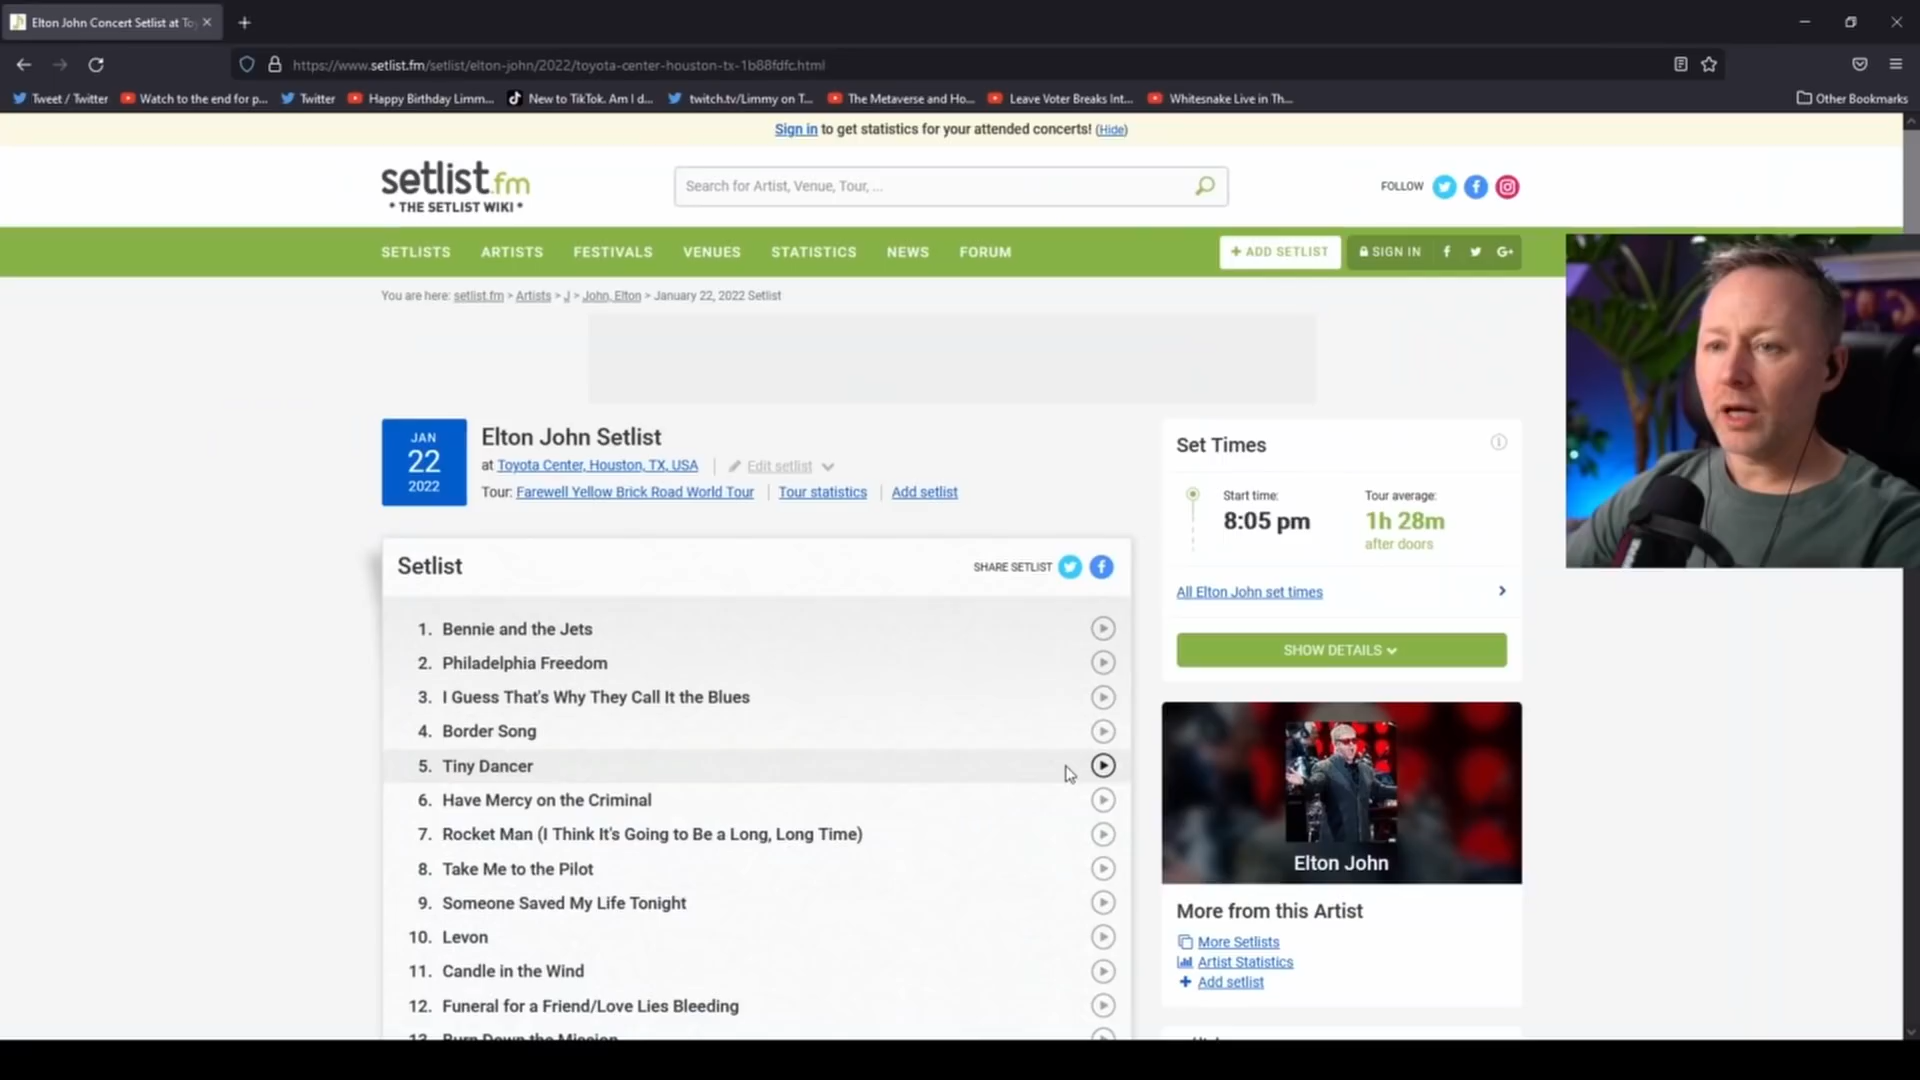 Elton John Concert Setlist at To
https://www.setlist.fm/setlist/elton-john/2022/toyota-center-houston-tx-1b88fdfc.html
Tweet / Twitter
Watch to the end for p...
Twitter
Happy Birthday Limm...
New to TikTok. Am I d...
twitch.tv/Limmy on T...
The Metaverse and Ho...
Leave Voter Breaks Int...
Whitesnake Live in Th...
Other Bookmarks
Sign in to get statistics for your attended concerts! (Hide)
setlist.fm
* THE SETLIST WIKI *
Search for Artist, Venue, Tour, ...
FOLLOW
SETLISTS ARTISTS FESTIVALS VENUES STATISTICS NEWS FORUM
+ ADD SETLIST
SIGN IN
G+
You are here: setlist.fm > Artists > J > John, Elton > January 22, 2022 Setlist
JAN
22
2022
Elton John Setlist
at Toyota Center, Houston, TX, USA | Edit setlist
Tour: Farewell Yellow Brick Road World Tour | Tour statistics | Add setlist
Setlist
SHARE SETLIST
1. Bennie and the Jets
2. Philadelphia Freedom
3. I Guess That's Why They Call It the Blues
4. Border Song
5. Tiny Dancer
6. Have Mercy on the Criminal
7. Rocket Man (I Think It's Going to Be a Long, Long Time)
8. Take Me to the Pilot
9. Someone Saved My Life Tonight
10. Levon
11. Candle in the Wind
12. Funeral for a Friend/Love Lies Bleeding
13. Burn Down the Mission
Set Times
Start time:
8:05 pm
Tour average:
1h 28m
after doors
All Elton John set times
SHOW DETAILS
Elton John
More from this Artist
More Setlists
Artist Statistics
+ Add setlist